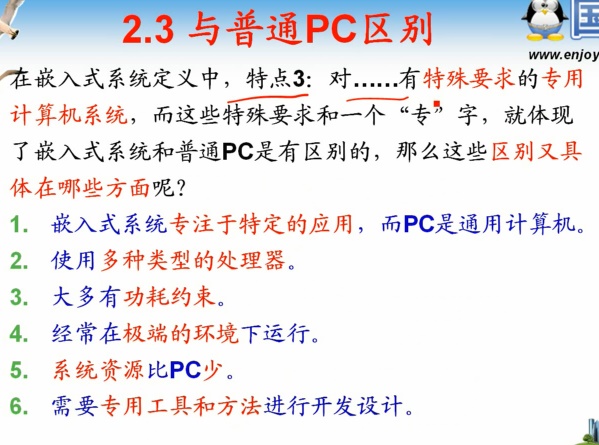 2.3 与普通PC区别
国
www.enjoy
在嵌入式系统定义中，特点3：对……有特殊要求的专用
计算机系统，而这些特殊要求和一个“专”字，就体现
了嵌入式系统和普通PC是有区别的，那么这些区别又具
体在哪些方面呢？
1. 嵌入式系统专注于特定的应用，而PC是通用计算机。
2. 使用多种类型的处理器。
3. 大多有功耗约束。
4. 经常在极端的环境下运行。
5. 系统资源比PC少。
6. 需要专用工具和方法进行开发设计。